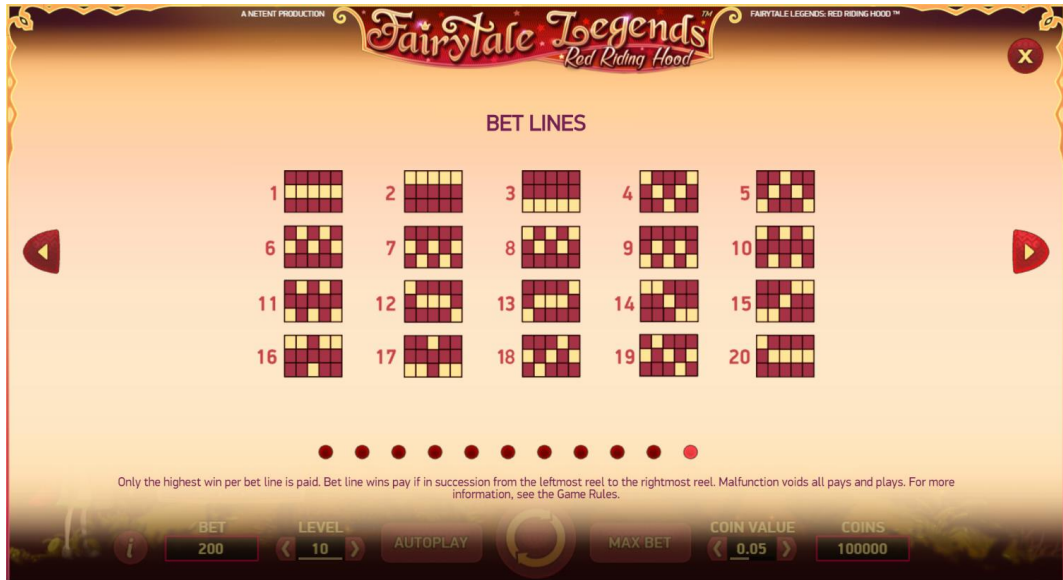 A NETENT PRODUCTION
Fairytale Legends™
Red Riding Hood
FAIRYTALE LEGENDS: RED RIDING HOOD ™
X
BET LINES
1 2 3 4 5
6 7 8 9 10
11 12 13 14 15
16 17 18 19 20
Only the highest win per bet line is paid. Bet line wins pay if in succession from the leftmost reel to the rightmost reel. Malfunction voids all pays and plays. For more
information, see the Game Rules.
BET LEVEL COIN VALUE COINS
i 200 10 AUTOPLAY MAX BET 0.05 100000